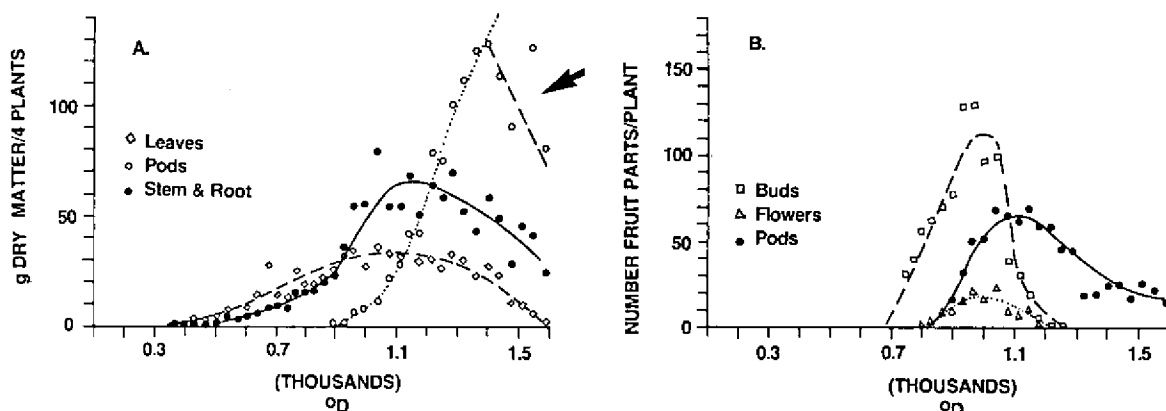 A.
g DRY MATTER/4 PLANTS
100
50
0
Leaves
Pods
Stem & Root
0.3 0.7 1.1 1.5
(THOUSANDS)
ºD
B.
NUMBER FRUIT PARTS/PLANT
150
100
50
0
Buds
Flowers
Pods
0.3 0.7 1.1 1.5
(THOUSANDS)
ºD